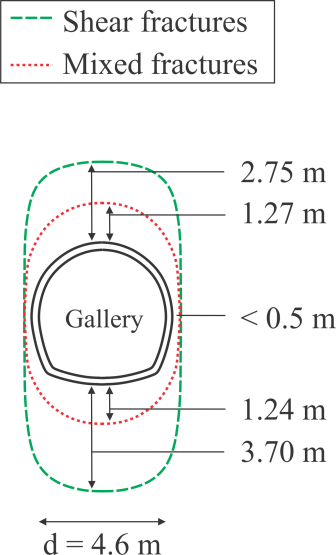 Shear fractures
Mixed fractures
2.75 m
1.27 m
Gallery
< 0.5 m
1.24 m
3.70 m
d = 4.6 m